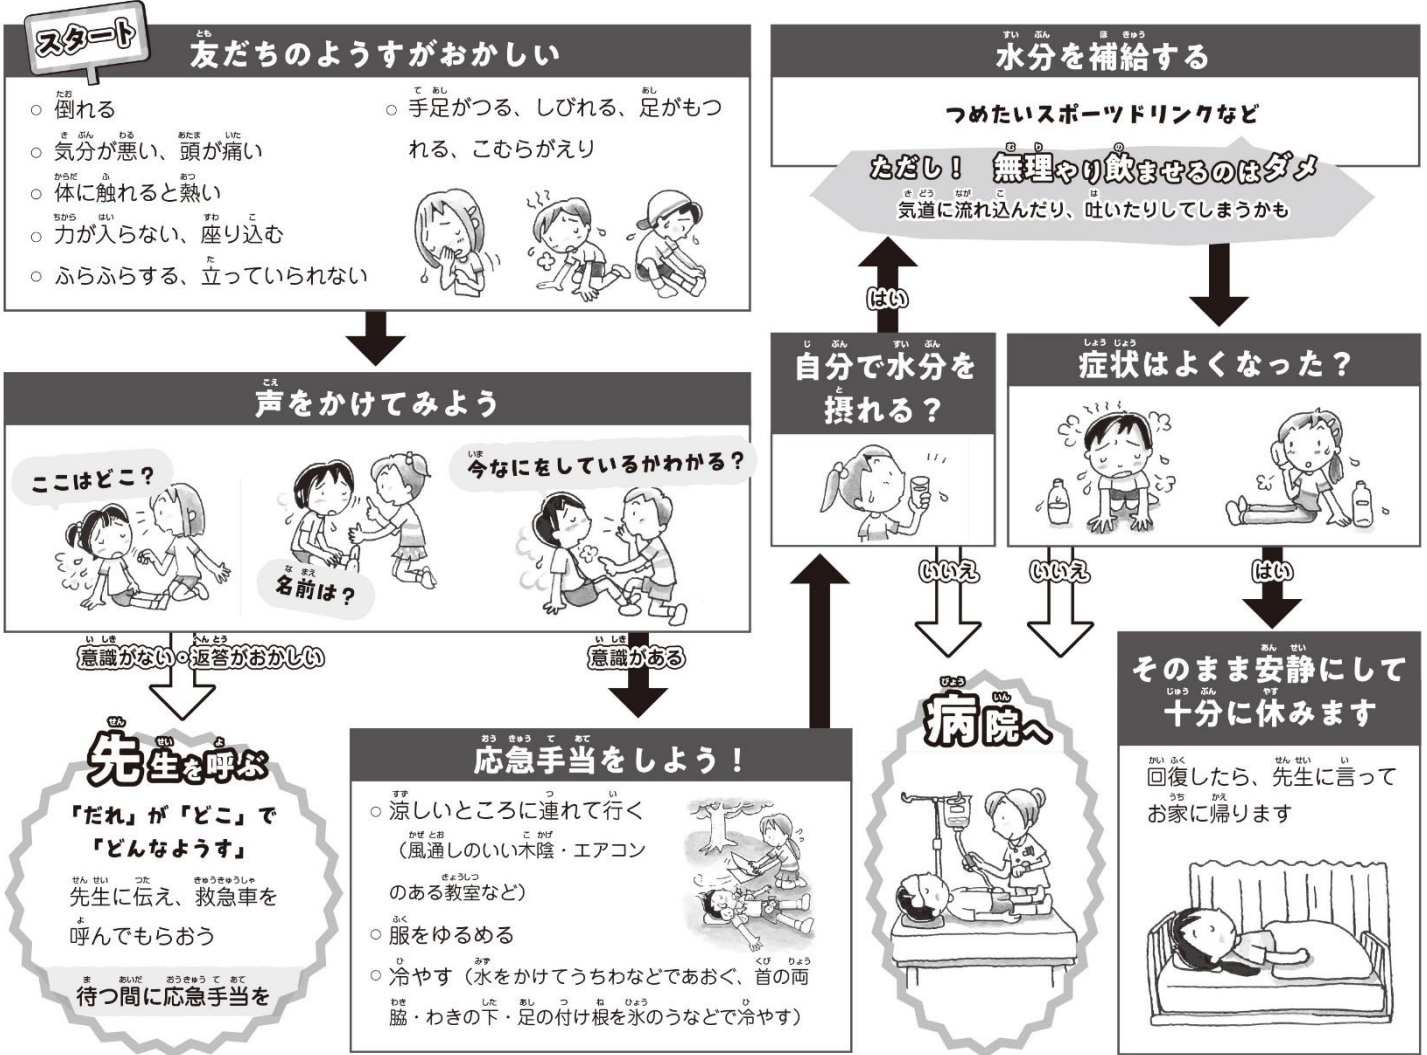 スタート
友だちのようすがおかしい
○ 倒れる
○ 気分が悪い、頭が痛い
○ 体に触れると熱い
○ 力が入らない、座り込む
○ ふらふらする、立っていられない
○ 手足がつる、しびれる、足がもつ
れる、こむらがえり
声をかけてみよう
ここはどこ？
名前は？
今なにをしているかわかる？
意識がない・返答がおかしい
意識がある
先生を呼ぶ
「だれ」が「どこ」で
「どんなようす」
先生に伝え、救急車を
呼んでもらおう
待つ間に応急手当を
応急手当をしよう！
○ 涼しいところに連れて行く
（風通しのいい木陰・エアコン
のある教室など）
○ 服をゆるめる
○ 冷やす（水をかけてうちわなどであおぐ、首の両
脇・わきの下・足の付け根を氷のうなどで冷やす）
自分で水分を
摂れる？
はい
いいえ
水分を補給する
つめたいスポーツドリンクなど
ただし！ 無理やり飲ませるのはダメ
気道に流れ込んだり、吐いたりしてしまうかも
症状はよくなった？
いいえ
はい
病院へ
そのまま安静にして
十分に休みます
回復したら、先生に言って
お家に帰ります